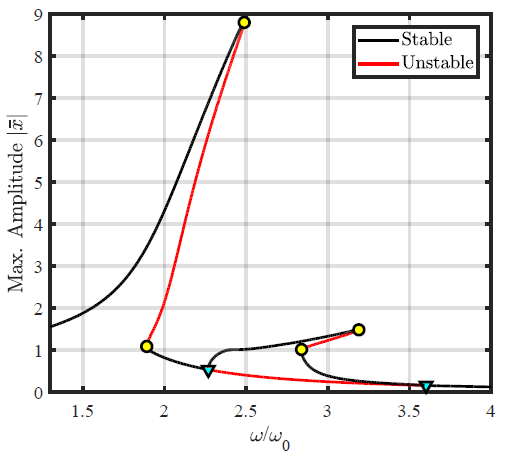 Stable
Unstable
Max. Amplitude |x̄|
9
8
7
6
5
4
3
2
1
0
1.5 2 2.5 3 3.5 4
ω/ω₀